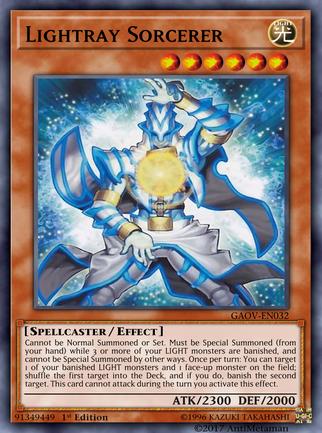 Lightray Sorcerer
LIGHT
光
GAOV-EN032
[Spellcaster / Effect]
Cannot be Normal Summoned or Set. Must be Special Summoned (from
your hand) while 3 or more of your LIGHT monsters are banished, and
cannot be Special Summoned by other ways. Once per turn: You can target
1 of your banished LIGHT monsters and 1 face-up monster on the field;
shuffle the first target into the Deck, and if you do, banish the second
target. This card cannot attack during the turn you activate this effect.
©2017 AntiMetaman
91349449
1st Edition
©1996 KAZUKI TAKAHASHI